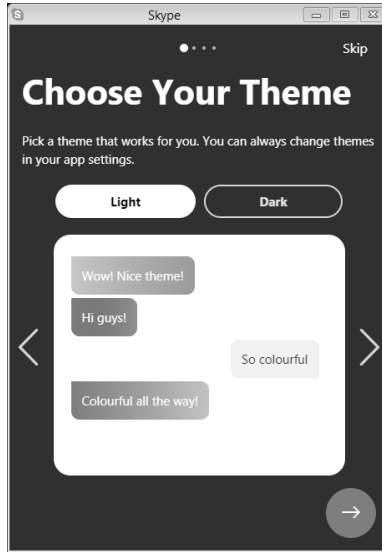 Skype
Skip
Choose Your Theme
Pick a theme that works for you. You can always change themes
in your app settings.
Light
Dark
Wow! Nice theme!
Hi guys!
So colourful
Colourful all the way!